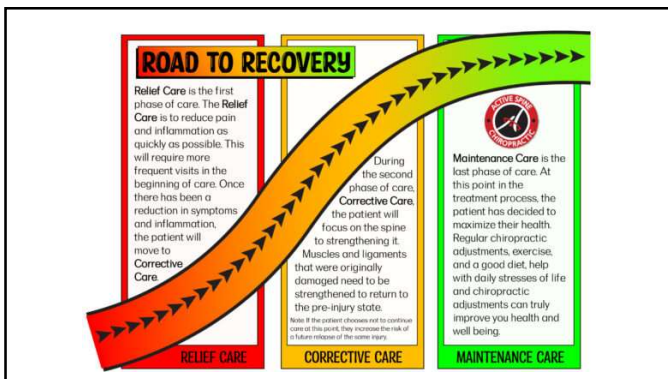 ROAD TO RECOVERY
Relief Care is the first
phase of care. The Relief
Care is to reduce pain
and inflammation as
quickly as possible. This
will require more
frequent visits in the
beginning of care. Once
there has been a
reduction in symptoms
and inflammation,
the patient will
move to
Corrective
Care.
RELIEF CARE
During
the second
phase of care,
Corrective Care,
the patient will
focus on the spine
to strengthening it.
Muscles and ligaments
that were originally
damaged need to be
strengthened to return to
the pre-injury state.
Note If the patient chooses not to continue
care at this point, they increase the risk of
a future relapse of the same injury.
CORRECTIVE CARE
ACTIVE SPINE
CHIROPRACTIC
Maintenance Care is the
last phase of care. At
this point in the
treatment process, the
patient has decided to
maximize their health.
Regular chiropractic
adjustments, exercise,
and a good diet, help
with daily stresses of life
and chiropractic
adjustments can truly
improve you health and
well being.
MAINTENANCE CARE